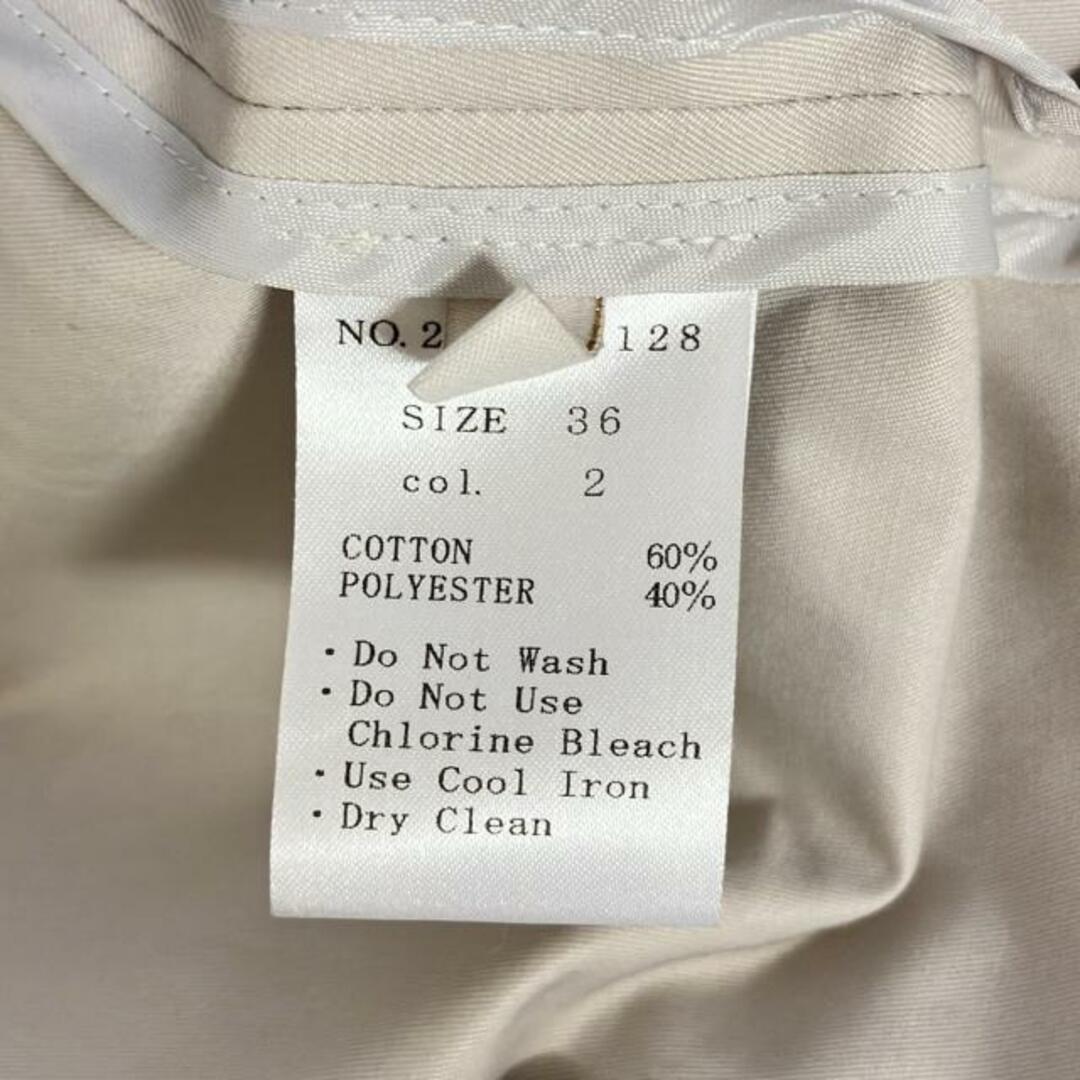 NO. 2 128
SIZE 36
col. 2
COTTON 60%
POLYESTER 40%
・Do Not Wash
・Do Not Use
Chlorine Bleach
・Use Cool Iron
・Dry Clean